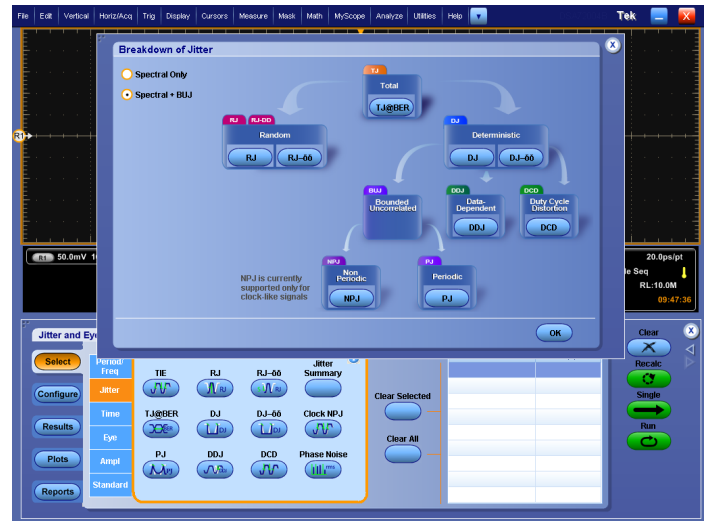 File Edit Vertical Horiz/Acq Trig Display Cursors Measure Mask Math MyScope Analyze Utilities Help Tek X
Breakdown of Jitter
X
Spectral Only
Spectral + BUJ
TJ
Total
TJ@BER
RJ RJ-DD
Random
RJ RJ–δδ
DJ
Deterministic
DJ DJ–δδ
BUJ
Bounded
Uncorrelated
DDJ
Data-
Dependent
DDJ
DCD
Duty Cycle
Distortion
DCD
NPJ is currently
supported only for
clock-like signals
NPJ
Non
Periodic
NPJ
PJ
Periodic
PJ
OK
R1
R1 50.0mV
20.0ps/pt
Seq
RL:10.0M
09:47:36
Jitter and
Select
Configure
Results
Plots
Reports
Period/
Freq
Jitter
Time
Eye
Ampl
Standard
TIE RJ RJ–δδ Jitter
Summary
TJ@BER DJ DJ–δδ Clock NPJ
PJ DDJ DCD Phase Noise
Clear Selected
Clear All
Clear
X
Recalc
Single
Run